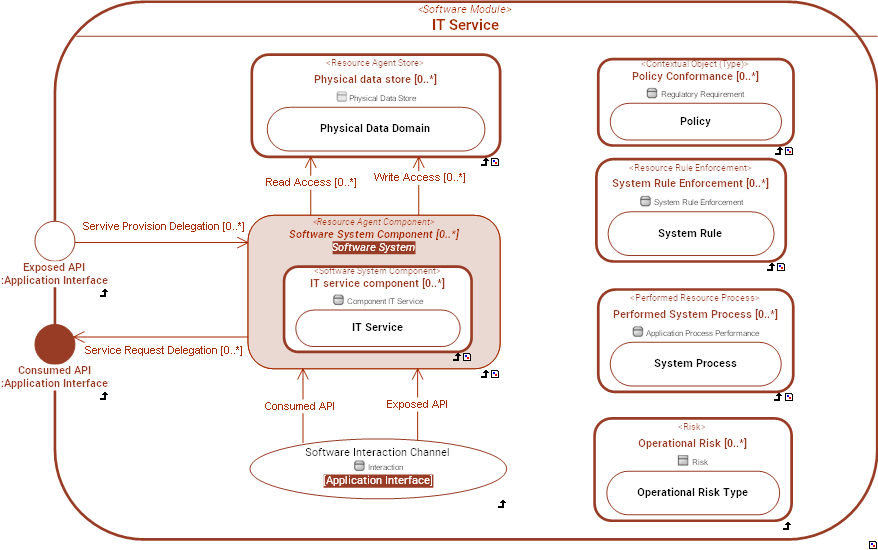 <Software Module>
IT Service
<Resource Agent Store>
Physical data store [0..*]
Physical Data Store
Physical Data Domain
Read Access [0..*]
Write Access [0..*]
<Contextual Object (Type)>
Policy Conformance [0..*]
Regulatory Requirement
Policy
<Resource Rule Enforcement>
System Rule Enforcement [0..*]
System Rule Enforcement
System Rule
Servive Provision Delegation [0..*]
Exposed API
:Application Interface
<Resource Agent Component>
Software System Component [0..*]
Software System
<Software System Component>
IT service component [0..*]
Component IT Service
IT Service
Service Request Delegation [0..*]
Consumed API
:Application Interface
<Performed Resource Process>
Performed System Process [0..*]
Application Process Performance
System Process
Consumed API
Exposed API
Software Interaction Channel
Interaction
[Application Interface]
<Risk>
Operational Risk [0..*]
Risk
Operational Risk Type